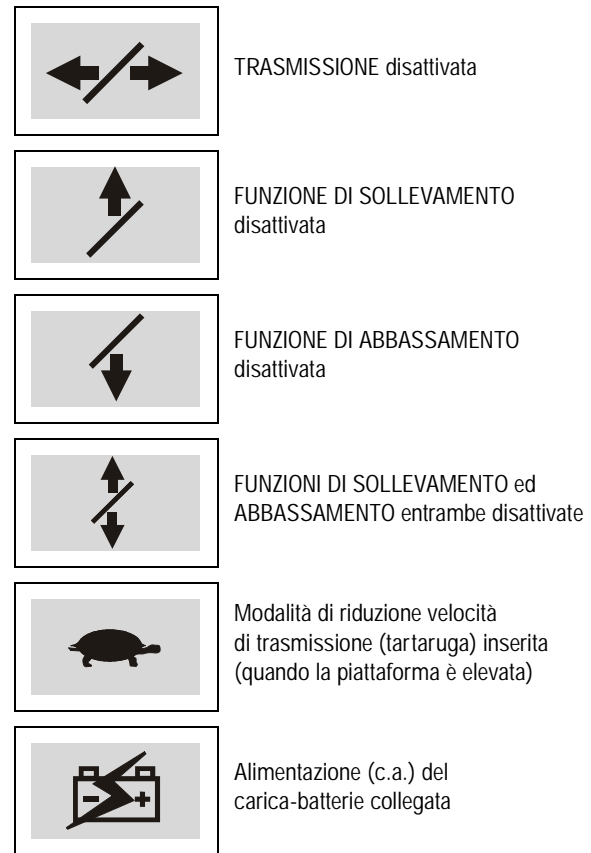 TRASMISSIONE disattivata
FUNZIONE DI SOLLEVAMENTO
disattivata
FUNZIONE DI ABBASSAMENTO
disattivata
FUNZIONI DI SOLLEVAMENTO ed
ABBASSAMENTO entrambe disattivate
Modalità di riduzione velocità
di trasmissione (tartaruga) inserita
(quando la piattaforma è elevata)
Alimentazione (c.a.) del
carica-batterie collegata